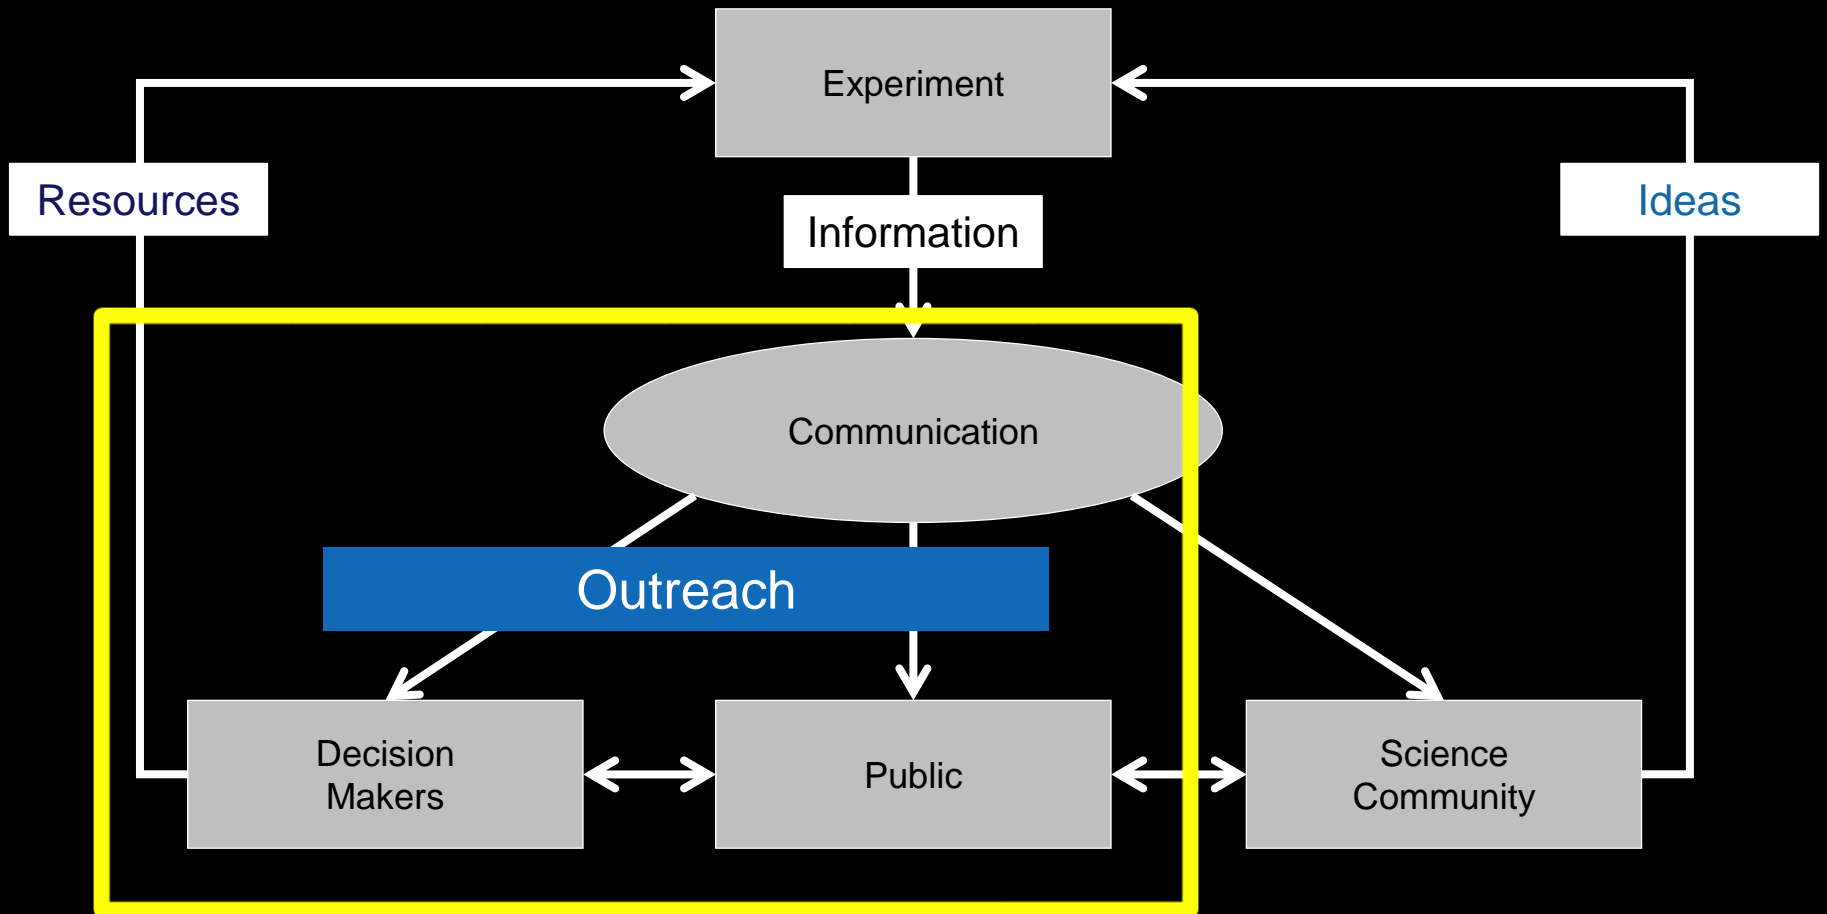 Experiment
Resources
Ideas
Information
Communication
Outreach
Decision
Makers
Public
Science
Community